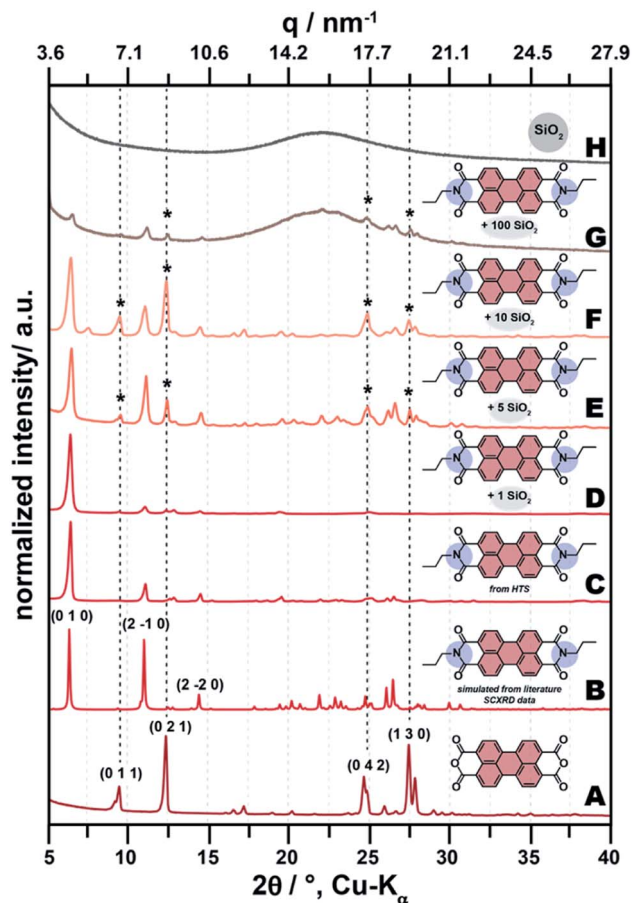 q / nm⁻¹
3.6 7.1 10.6 14.2 17.7 21.1 24.5 27.9
normalized intensity/ a.u.
SiO₂
H
N O O O O N
+ 100 SiO₂
* * * *
G
N O O O O N
+ 10 SiO₂
* * * *
F
N O O O O N
+ 5 SiO₂
* * * *
E
N O O O O N
+ 1 SiO₂
D
N O O O O N
from HTS
C
(0 1 0)
(2 -1 0)
(2 -2 0)
N O O O O N
simulated from literature
SCXRD data
B
(0 1 1)
(0 2 1)
(0 4 2)
(1 3 0)
O O O O O O
A
5 10 15 20 25 30 35 40
2θ / °, Cu-Kα